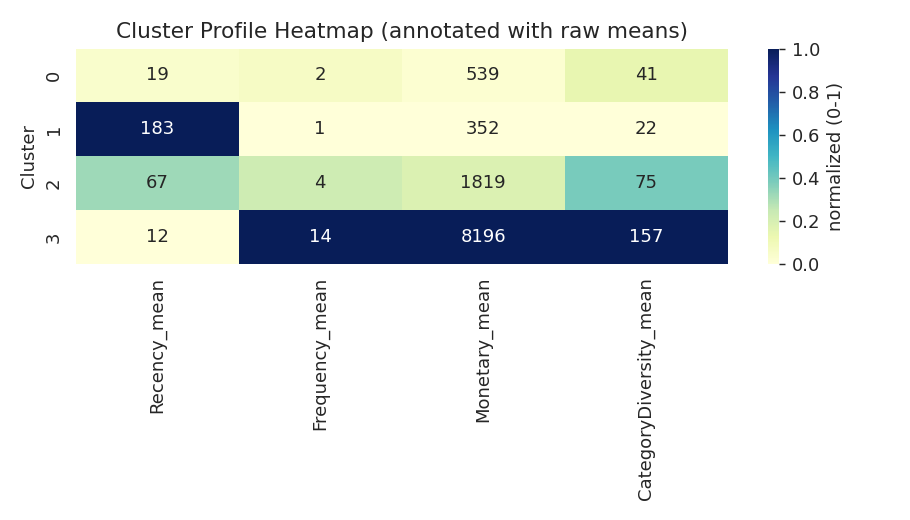 Cluster Profile Heatmap (annotated with raw means)
Cluster
0 19 2 539 41
1 183 1 352 22
2 67 4 1819 75
3 12 14 8196 157
Recency_mean
Frequency_mean
Monetary_mean
CategoryDiversity_mean
1.0
0.8
0.6
0.4
0.2
0.0
normalized (0-1)